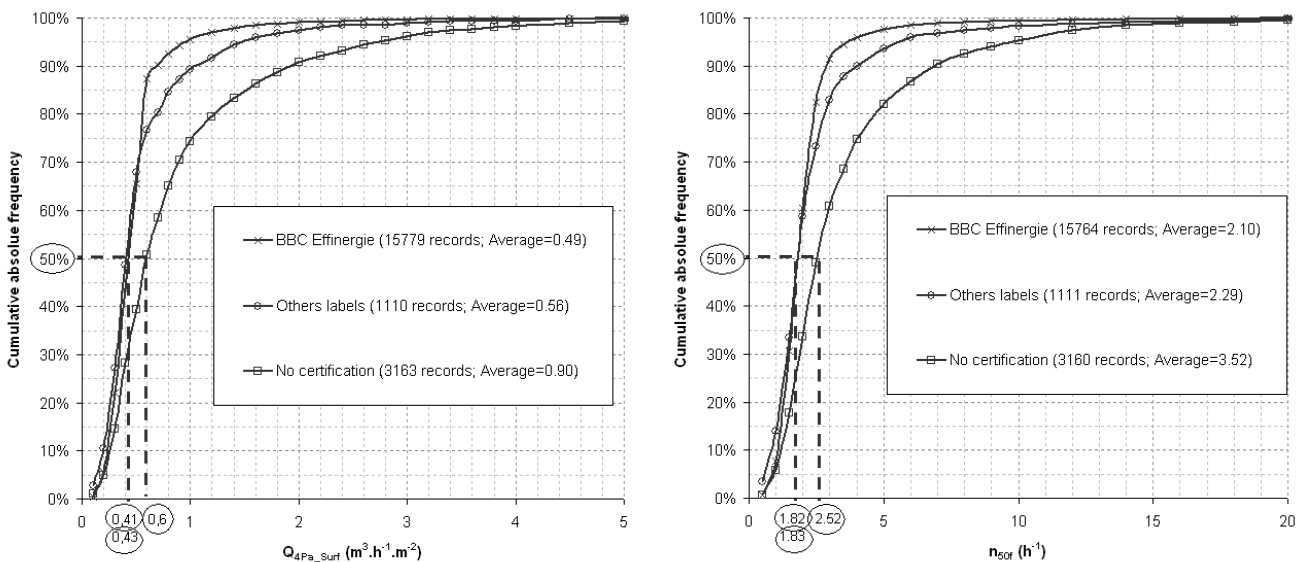 Cumulative absolue frequency
100%
90%
80%
70%
60%
50%
40%
30%
20%
10%
0%
BBC Effinergie (15779 records; Average=0.49)
Others labels (1110 records; Average=0.56)
No certification (3163 records; Average=0.90)
0 1 2 3 4 5
0,41 0,6
0,43
Q4Pa_Surf (m³.h⁻¹.m⁻²)
Cumulative absolue frequency
100%
90%
80%
70%
60%
50%
40%
30%
20%
10%
0%
BBC Effinergie (15764 records; Average=2.10)
Others labels (1111 records; Average=2.29)
No certification (3160 records; Average=3.52)
0 5 10 15 20
1.82 2.52
1.83
n50f (h⁻¹)